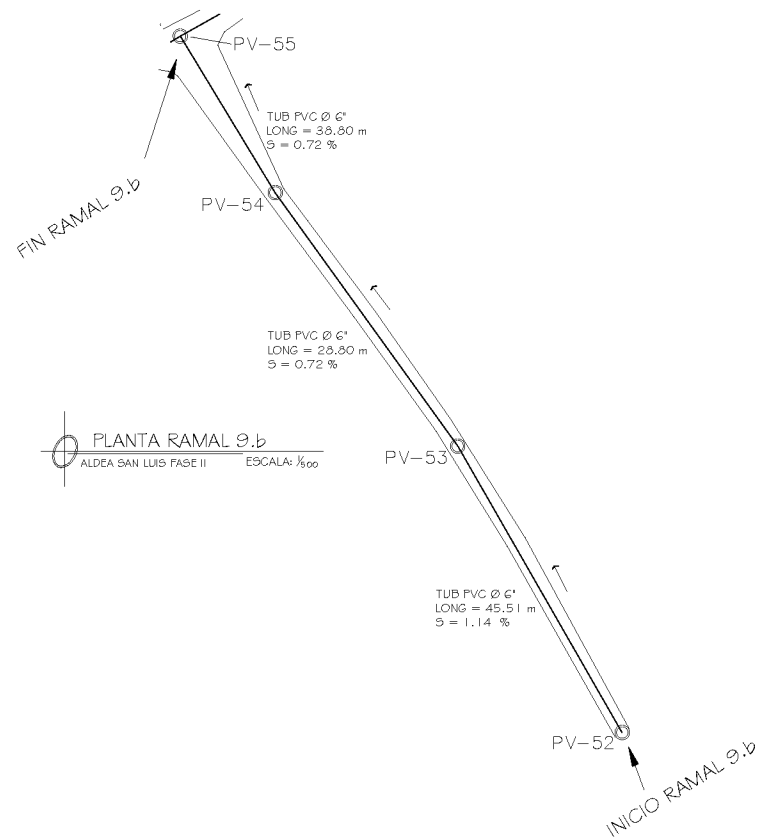 PV-55
TUB PVC Ø 6"
LONG = 38.80 m
S = 0.72 %
FIN RAMAL 9.b
PV-54
TUB PVC Ø 6"
LONG = 28.80 m
S = 0.72 %
PLANTA RAMAL 9.b
ALDEA SAN LUIS FASE II ESCALA: 1/500
PV-53
TUB PVC Ø 6"
LONG = 45.51 m
S = 1.14 %
PV-52
INICIO RAMAL 9.b